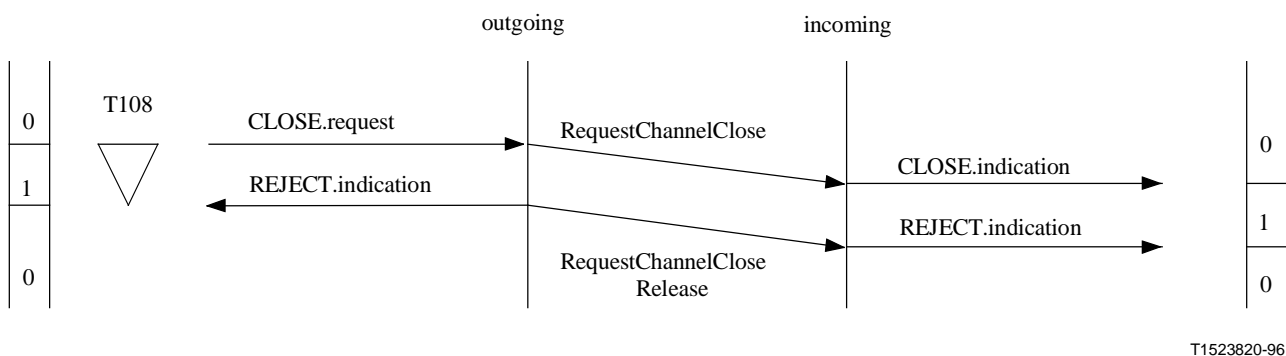 outgoing
incoming
T108
0
CLOSE.request
RequestChannelClose
0
CLOSE.indication
1
REJECT.indication
REJECT.indication
1
RequestChannelClose
Release
0
0
T1523820-96